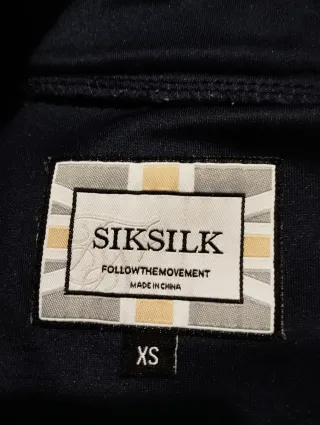 SIKSILK
FOLLOWTHEMOVEMENT
MADE IN CHINA
XS